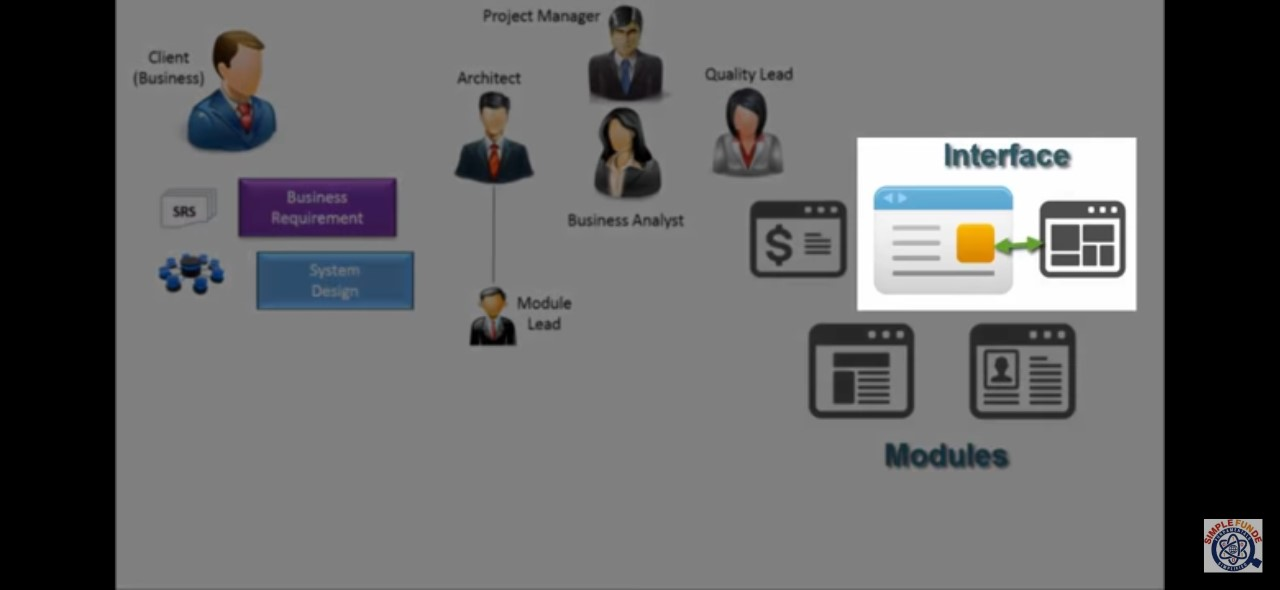 Project Manager
Client
(Business)
Architect
Quality Lead
Interface
SRS
Business
Requirement
Business Analyst
$
System
Design
Module
Lead
Modules
SIMPLE FUNDE